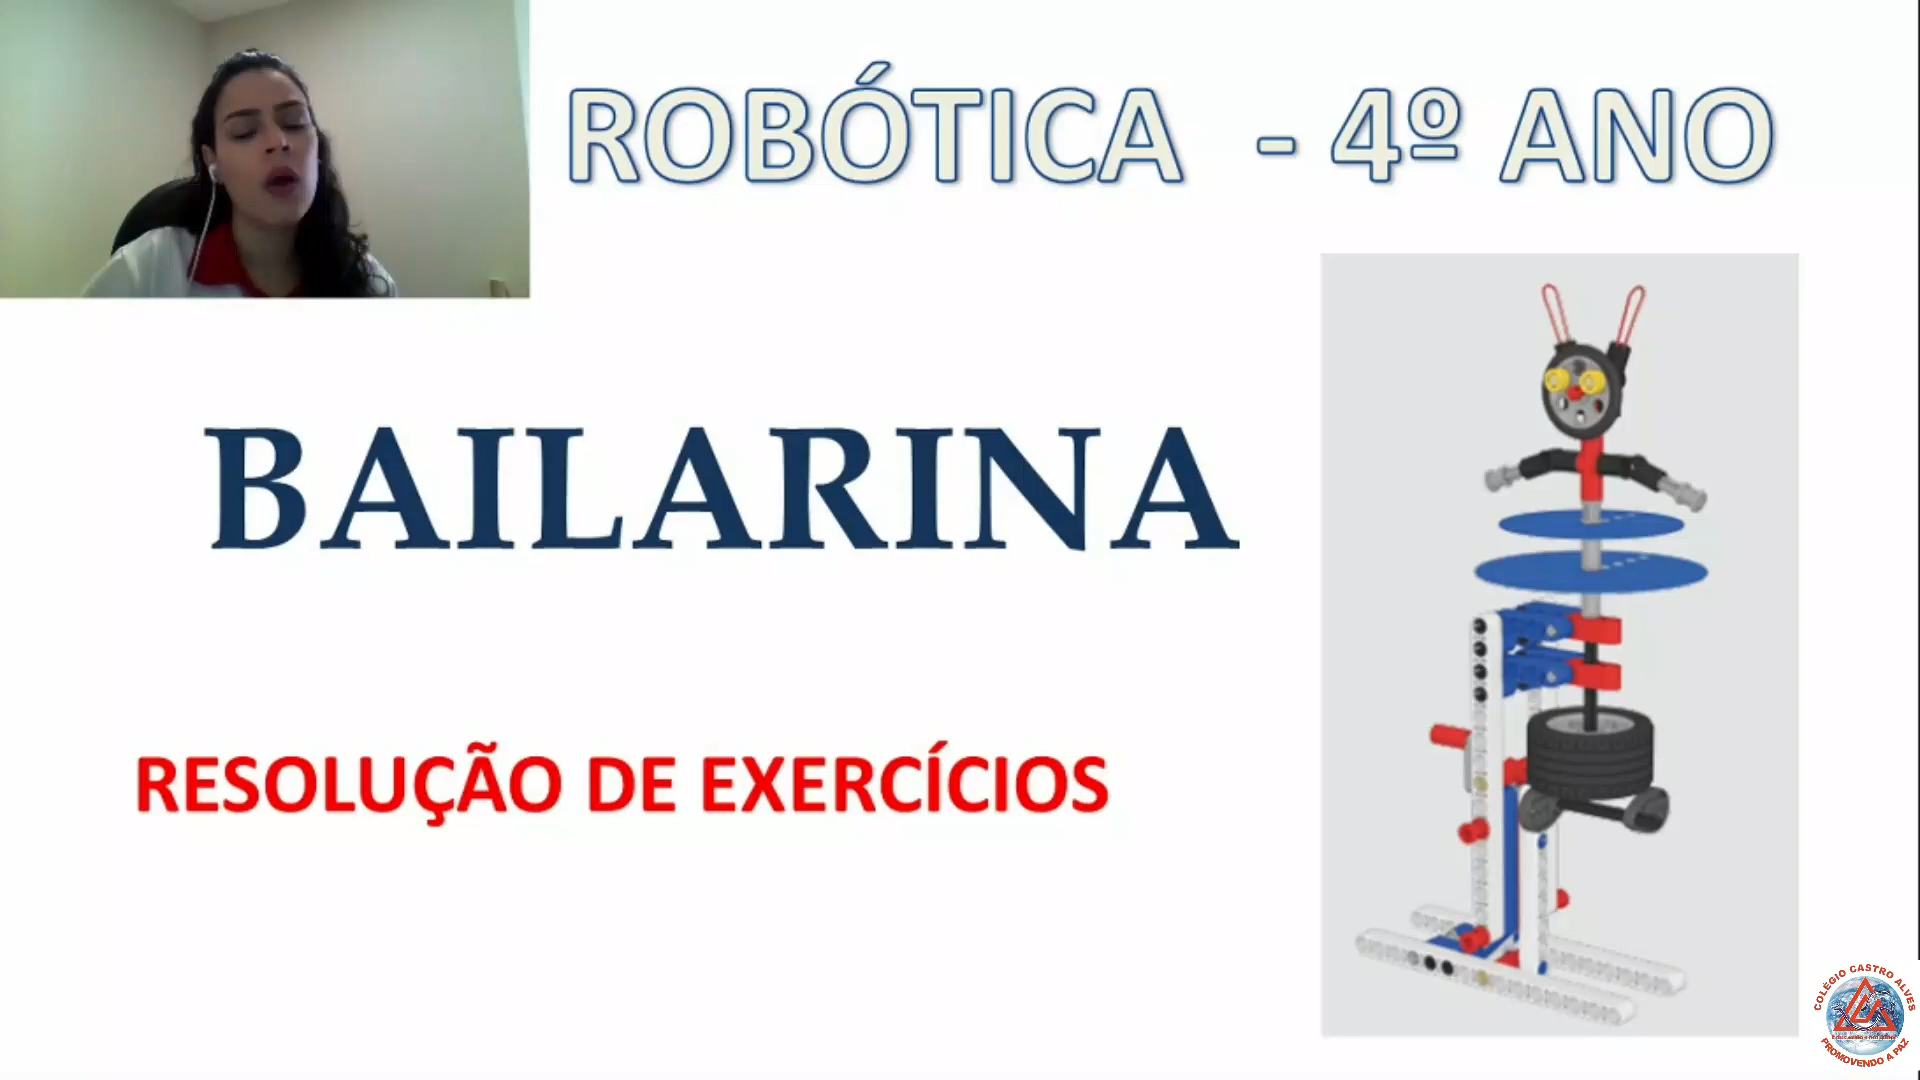 ROBÓTICA - 4º ANO
BAILARINA
RESOLUÇÃO DE EXERCÍCIOS
COLÉGIO CASTRO ALVES
PROMOVENDO A PAZ